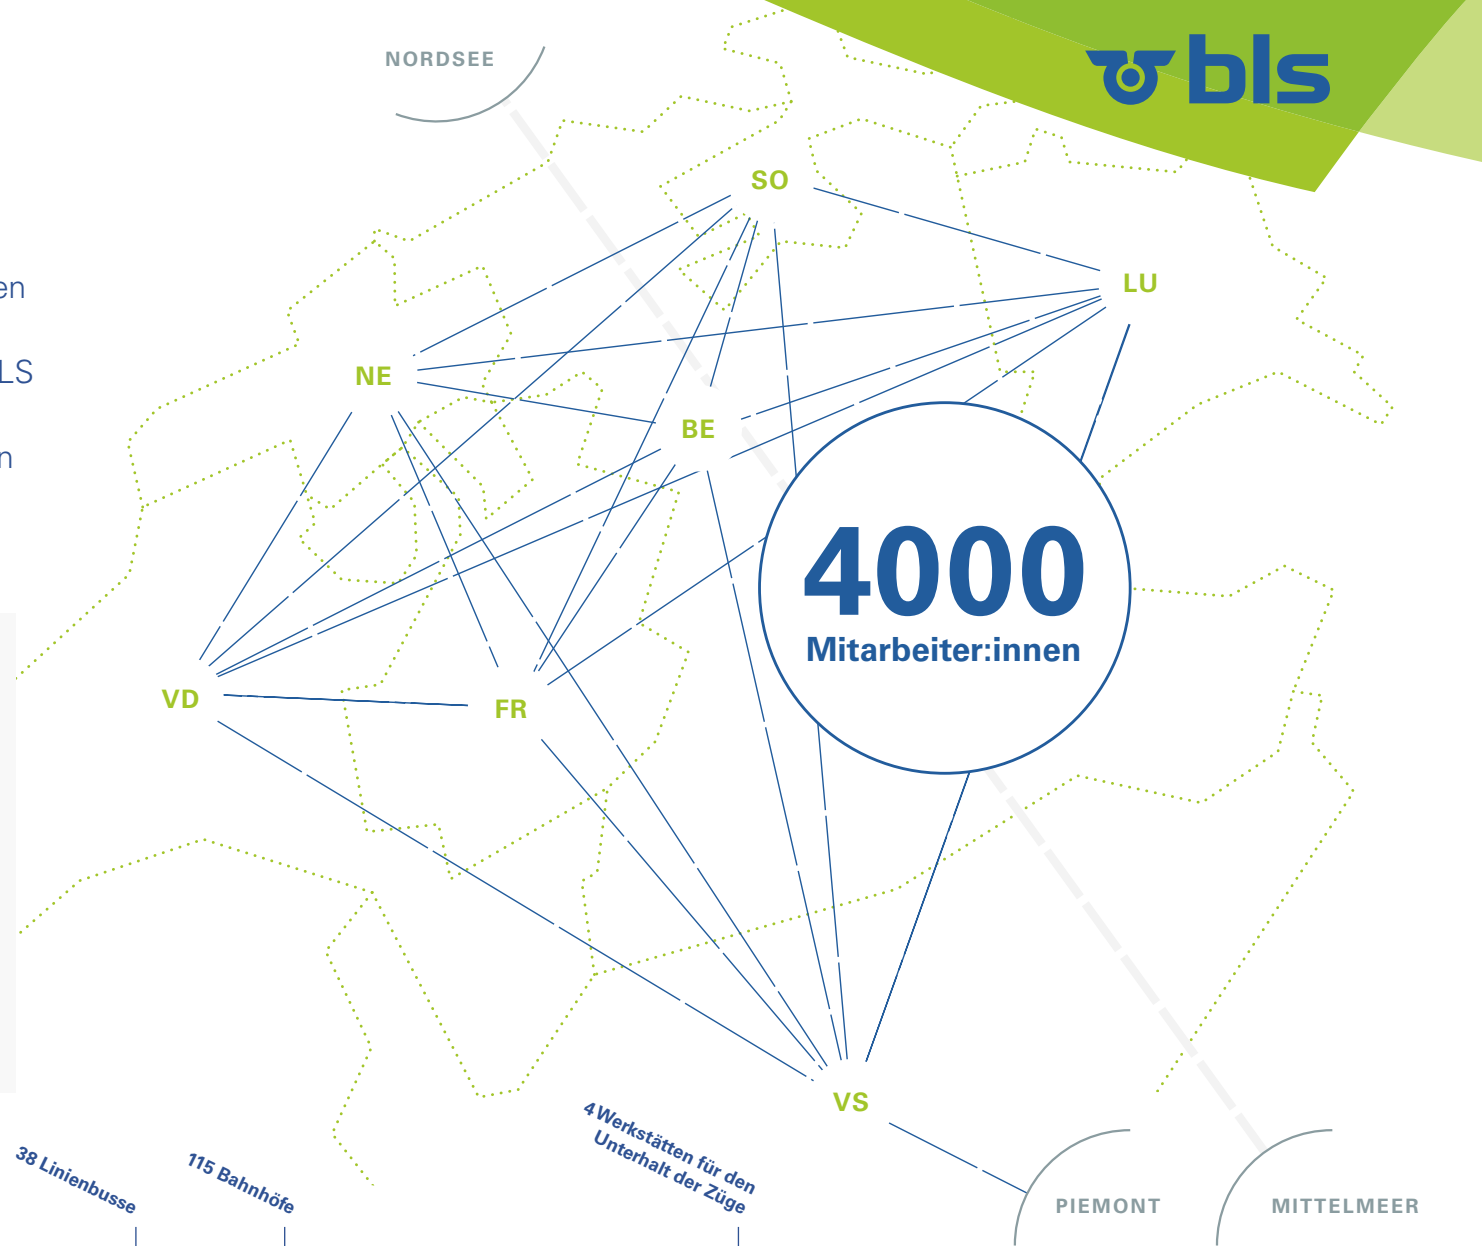 NORDSEE
bls
SO
en
LU
LS
NE
BE
n
4000
Mitarbeiter:innen
VD
FR
VS
4 Werkstätten für den
Unterhalt der Züge
38 Linienbusse
115 Bahnhöfe
PIEMONT
MITTELMEER